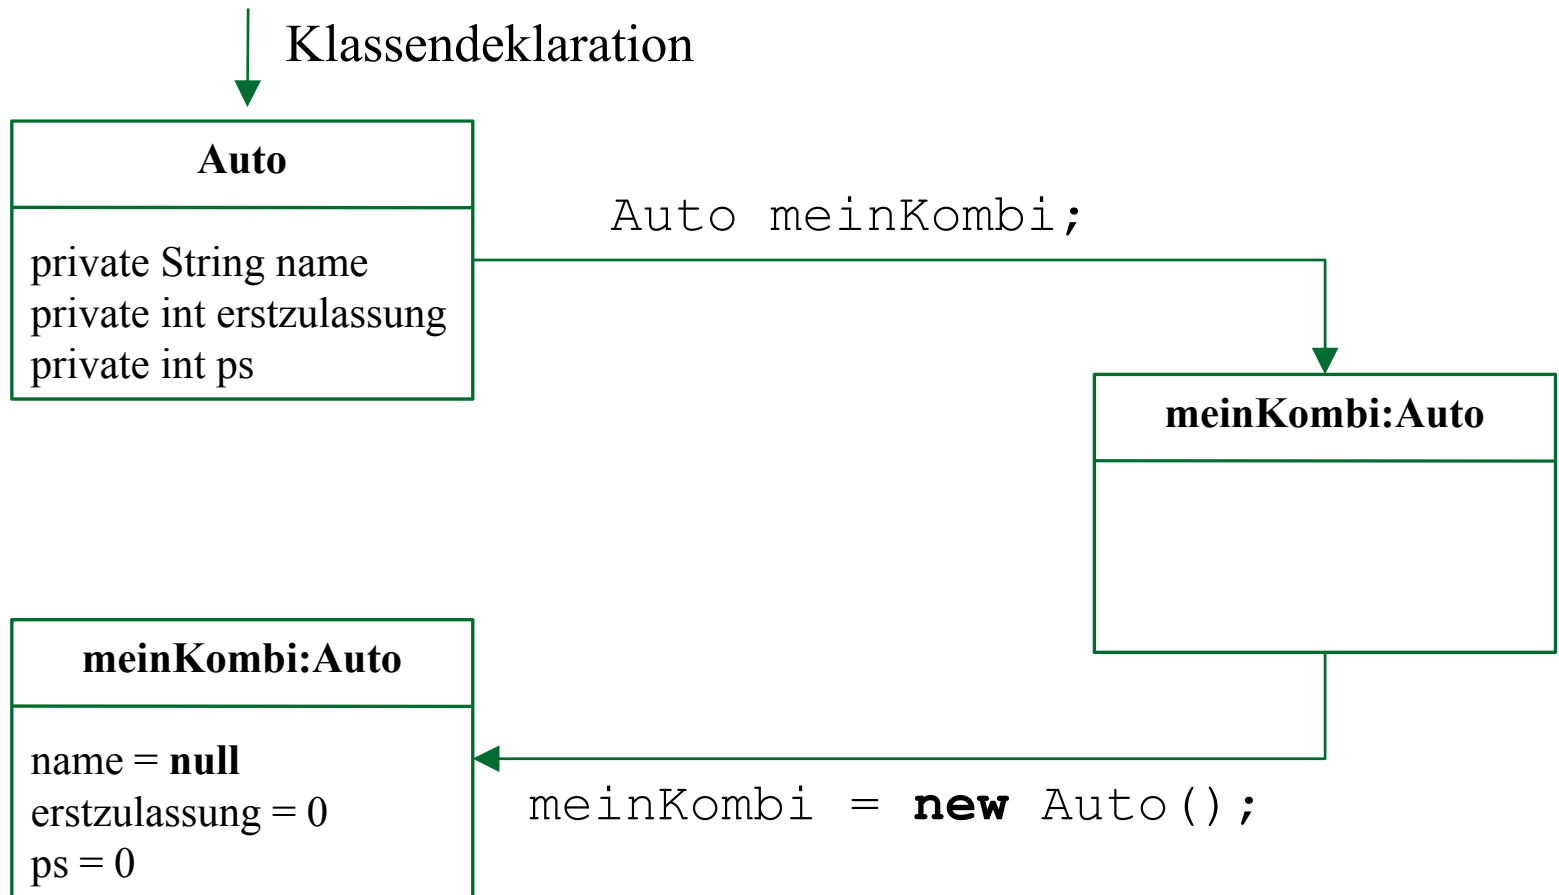 Klassendeklaration
Auto
private String name
private int erstzulassung
private int ps
Auto meinKombi;
meinKombi:Auto
meinKombi:Auto
name = null
erstzulassung = 0
ps = 0
meinKombi = new Auto();